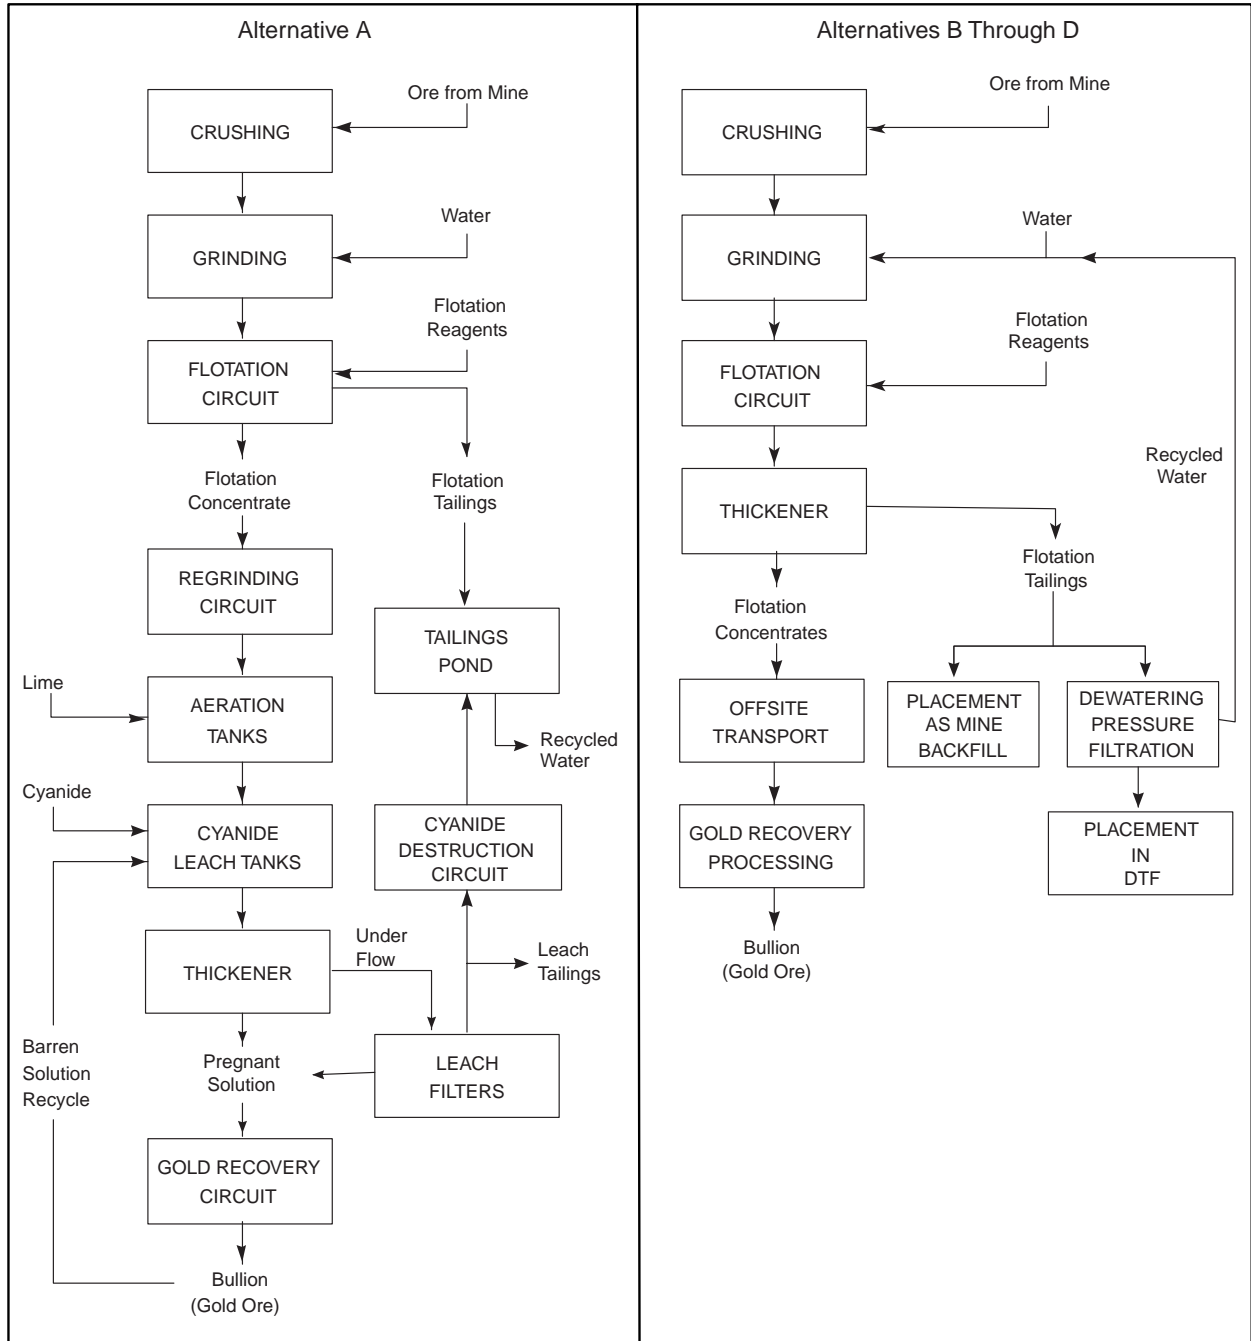 Alternative A
Ore from Mine
CRUSHING
Water
GRINDING
Flotation
Reagents
FLOTATION
CIRCUIT
Flotation
Concentrate
Flotation
Tailings
REGRINDING
CIRCUIT
TAILINGS
POND
Lime
AERATION
TANKS
Recycled
Water
Cyanide
CYANIDE
LEACH TANKS
CYANIDE
DESTRUCTION
CIRCUIT
Under
Flow
THICKENER
Leach
Tailings
Barren
Solution
Recycle
Pregnant
Solution
LEACH
FILTERS
GOLD RECOVERY
CIRCUIT
Bullion
(Gold Ore)
Alternatives B Through D
Ore from Mine
CRUSHING
Water
GRINDING
Flotation
Reagents
FLOTATION
CIRCUIT
Recycled
Water
THICKENER
Flotation
Tailings
Flotation
Concentrates
OFFSITE
TRANSPORT
PLACEMENT
AS MINE
BACKFILL
DEWATERING
PRESSURE
FILTRATION
GOLD RECOVERY
PROCESSING
PLACEMENT
IN
DTF
Bullion
(Gold Ore)